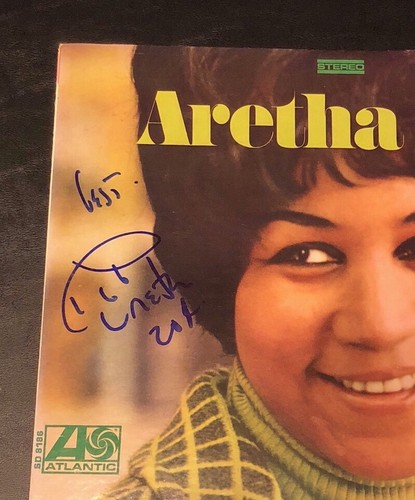 STEREO
Aretha
Best.
SD 8186
ATLANTIC